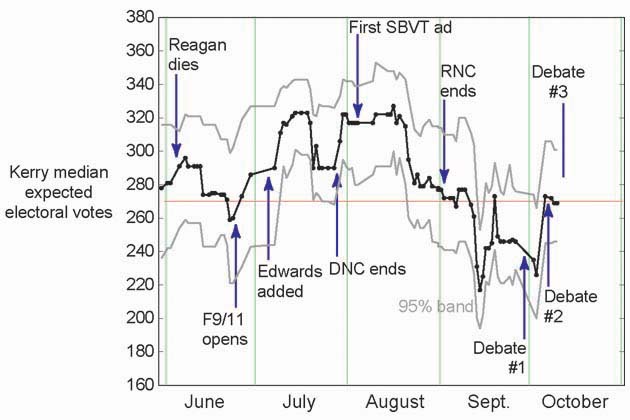 Kerry median
expected
electoral votes
380
360
340
320
300
280
260
240
220
200
180
160
Reagan
dies
First SBVT ad
RNC
ends
Debate
#3
F9/11
opens
Edwards
added
DNC ends
95% band
Debate
#1
Debate
#2
June
July
August
Sept.
October